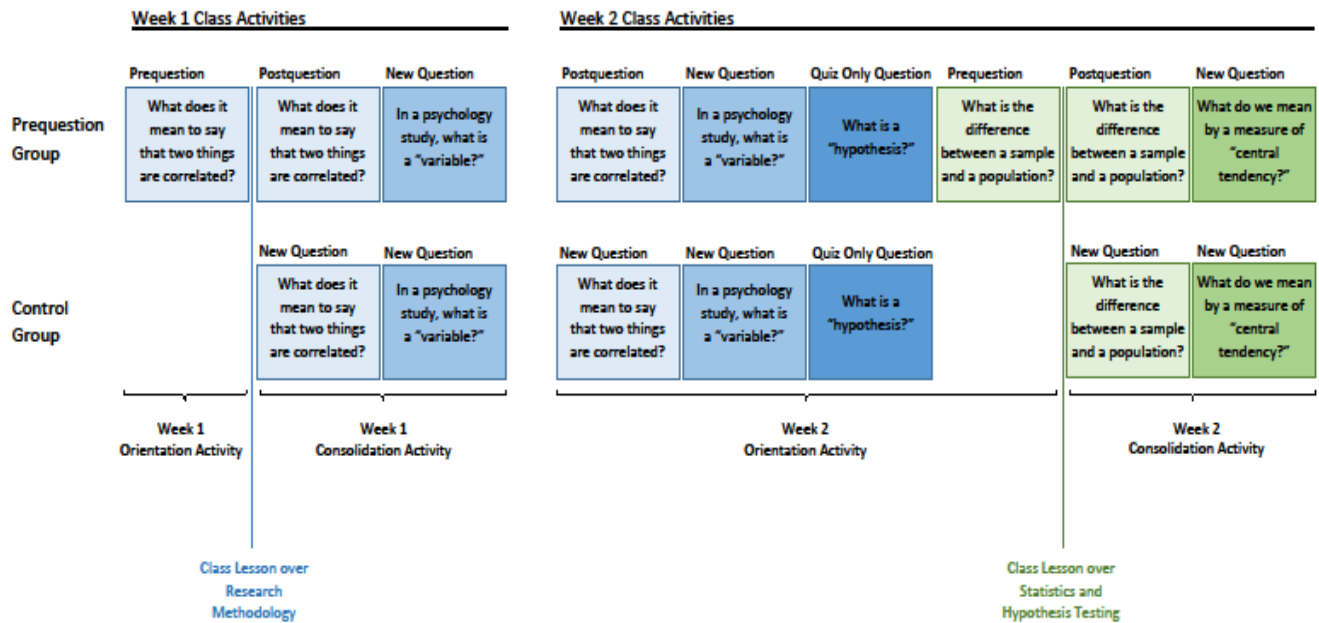 Week 1 Class Activities
Week 2 Class Activities
Prequestion
Postquestion
New Question
Postquestion
New Question
Quiz Only Question
Prequestion
Postquestion
New Question
Prequestion
Group
What does it
mean to say
that two things
are correlated?
What does it
mean to say
that two things
are correlated?
In a psychology
study, what is
a “variable?”
What does it
mean to say
that two things
are correlated?
In a psychology
study, what is
a “variable?”
What is a
“hypothesis?”
What is the
difference
between a sample
and a population?
What is the
difference
between a sample
and a population?
What do we mean
by a measure of
“central
tendency?”
New Question
New Question
New Question
New Question
Quiz Only Question
New Question
New Question
Control
Group
What does it
mean to say
that two things
are correlated?
In a psychology
study, what is
a “variable?”
What does it
mean to say
that two things
are correlated?
In a psychology
study, what is
a “variable?”
What is a
“hypothesis?”
What is the
difference
between a sample
and a population?
What do we mean
by a measure of
“central
tendency?”
Week 1
Orientation Activity
Week 1
Consolidation Activity
Week 2
Orientation Activity
Week 2
Consolidation Activity
Class Lesson over
Research
Methodology
Class Lesson over
Statistics and
Hypothesis Testing